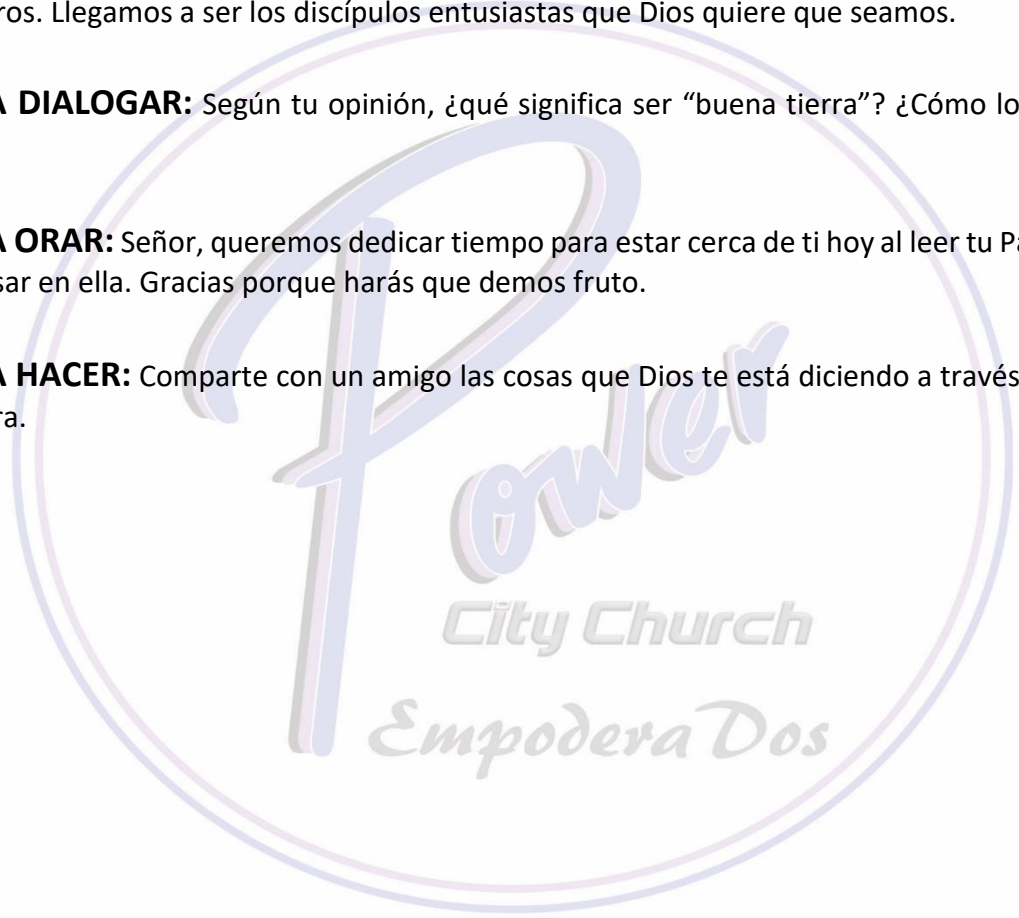 ros. Llegamos a ser los discípulos entusiastas que Dios quiere que seamos.
A DIALOGAR: Según tu opinión, ¿qué significa ser “buena tierra”? ¿Cómo lo
A ORAR: Señor, queremos dedicar tiempo para estar cerca de ti hoy al leer tu Pa
sar en ella. Gracias porque harás que demos fruto.
A HACER: Comparte con un amigo las cosas que Dios te está diciendo a través
ra.
Power
City Church
Empodera Dos